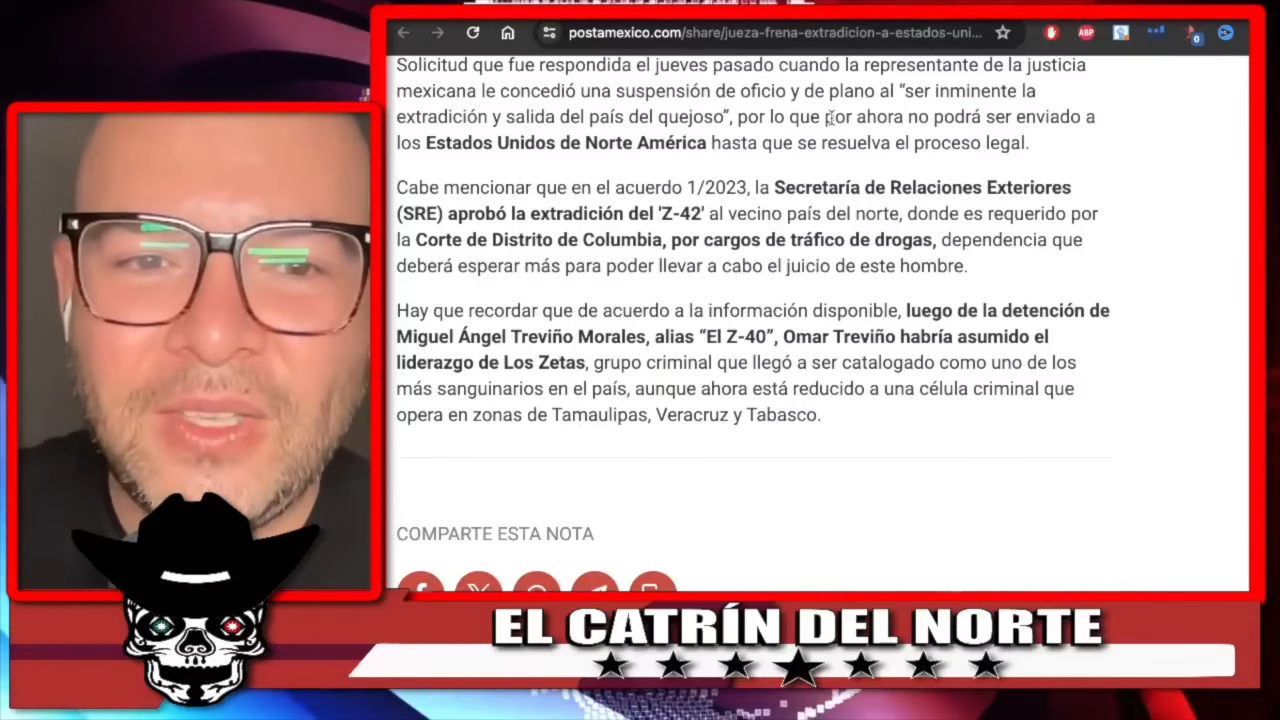 postamexico.com/share/jueza-frena-extradicion-a-estados-uni...
ABP
0
Solicitud que fue respondida el jueves pasado cuando la representante de la justicia
mexicana le concedió una suspensión de oficio y de plano al “ser inminente la
extradición y salida del país del quejoso”, por lo que por ahora no podrá ser enviado a
los Estados Unidos de Norte América hasta que se resuelva el proceso legal.
Cabe mencionar que en el acuerdo 1/2023, la Secretaría de Relaciones Exteriores
(SRE) aprobó la extradición del 'Z-42' al vecino país del norte, donde es requerido por
la Corte de Distrito de Columbia, por cargos de tráfico de drogas, dependencia que
deberá esperar más para poder llevar a cabo el juicio de este hombre.
Hay que recordar que de acuerdo a la información disponible, luego de la detención de
Miguel Ángel Treviño Morales, alias “El Z-40”, Omar Treviño habría asumido el
liderazgo de Los Zetas, grupo criminal que llegó a ser catalogado como uno de los
más sanguinarios en el país, aunque ahora está reducido a una célula criminal que
opera en zonas de Tamaulipas, Veracruz y Tabasco.
COMPARTE ESTA NOTA
EL CATRÍN DEL NORTE